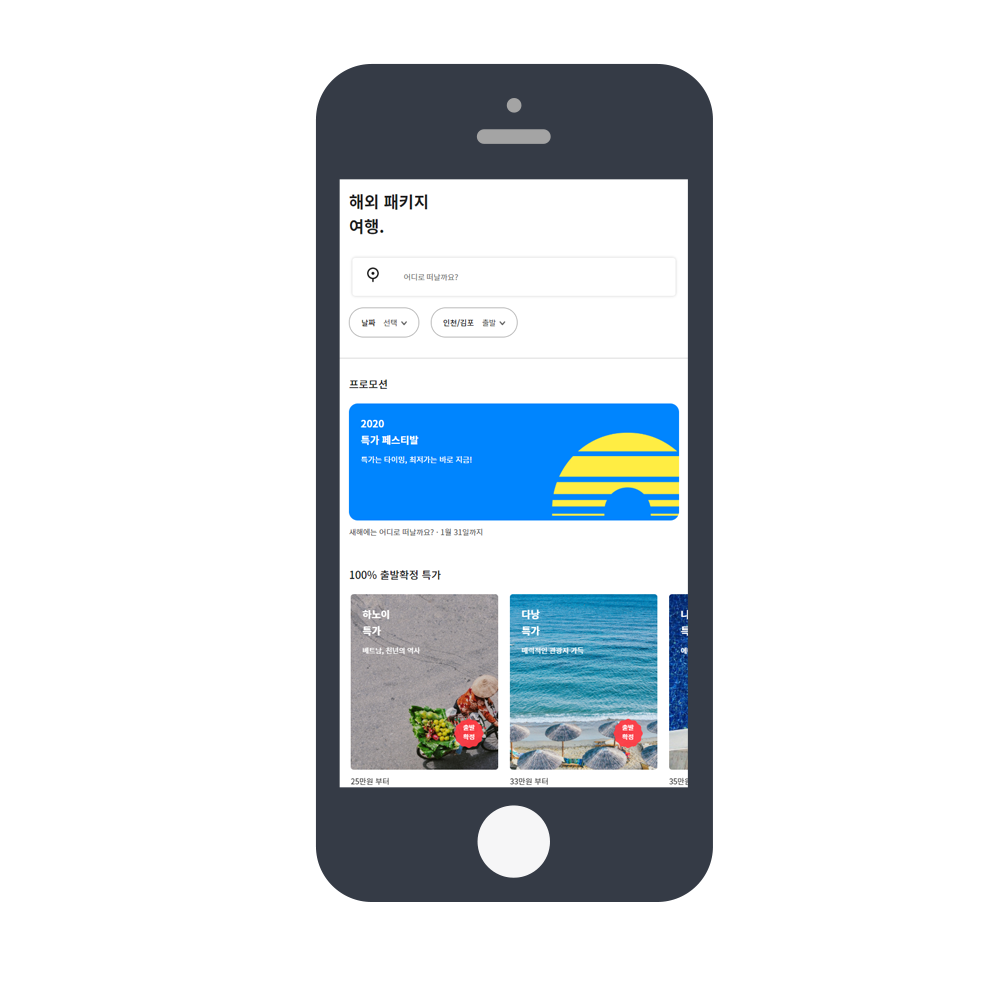 해외 패키지
여행.
어디로 떠날까요?
날짜 선택
인천/김포 출발
프로모션
2020
특가 페스티발
특가는 타이밍, 최저가는 바로 지금!
새해에는 어디로 떠날까요? · 1월 31일까지
100% 출발확정 특가
하노이
특가
베트남, 천년의 역사
출발
확정
25만원 부터
다낭
특가
매력적인 관광지 가득
출발
확정
33만원 부터
35만원